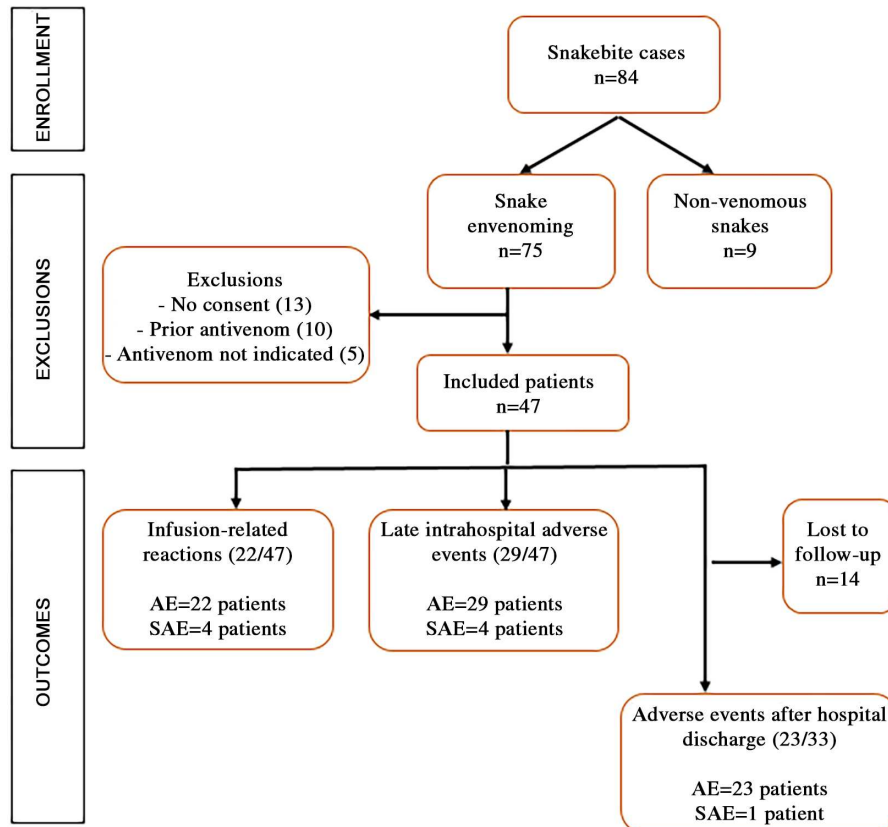 ENROLLMENT
Snakebite cases
n=84
EXCLUSIONS
Snake
envenoming
n=75
Non-venomous
snakes
n=9
Exclusions
- No consent (13)
- Prior antivenom (10)
- Antivenom not indicated (5)
Included patients
n=47
OUTCOMES
Infusion-related
reactions (22/47)
AE=22 patients
SAE=4 patients
Late intrahospital adverse
events (29/47)
AE=29 patients
SAE=4 patients
Lost to
follow-up
n=14
Adverse events after hospital
discharge (23/33)
AE=23 patients
SAE=1 patient